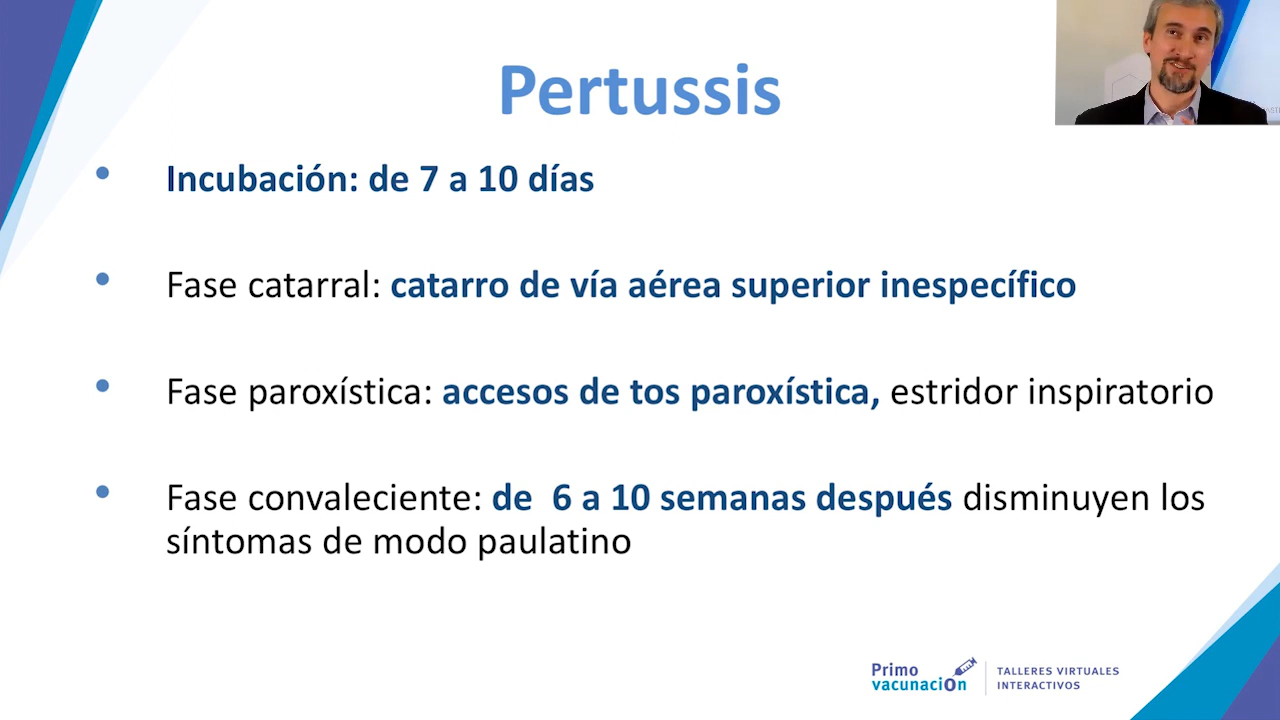 Pertussis
• Incubación: de 7 a 10 días
• Fase catarral: catarro de vía aérea superior inespecífico
• Fase paroxística: accesos de tos paroxística, estridor inspiratorio
• Fase convaleciente: de  6 a 10 semanas después disminuyen los
síntomas de modo paulatino
Primo
vacunación
TALLERES VIRTUALES
INTERACTIVOS